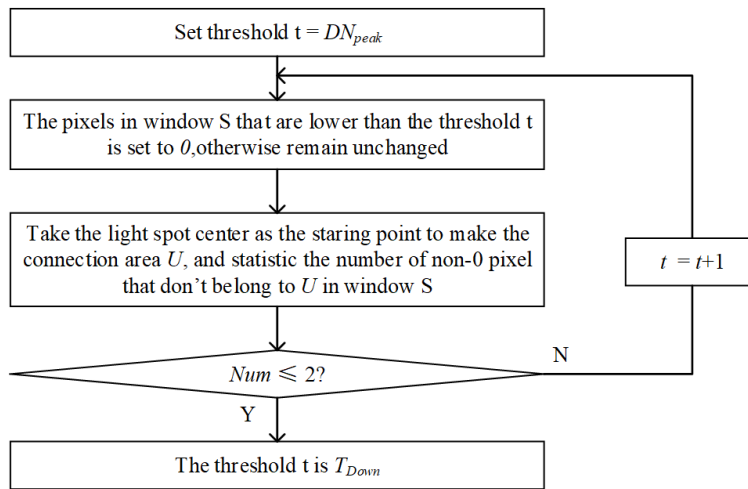 Set threshold t = DNpeak
The pixels in window S that are lower than the threshold t
is set to 0,otherwise remain unchanged
Take the light spot center as the staring point to make the
connection area U, and statistic the number of non-0 pixel
that don't belong to U in window S
t = t+1
Num ⩽ 2?
N
Y
The threshold t is TDown